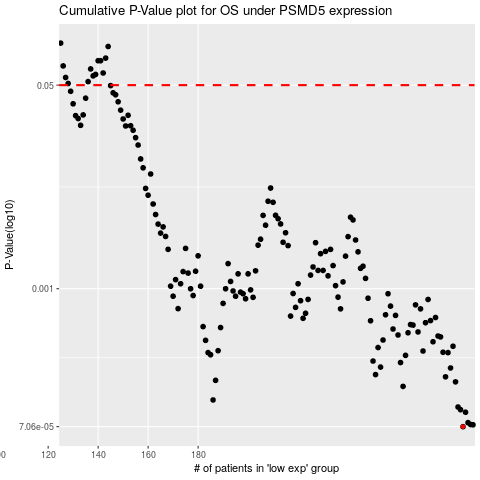 Cumulative P-Value plot for OS under PSMD5 expression
P-Value(log10)
0.05
0.001
7.06e-05
120 140 160 180
# of patients in 'low exp' group